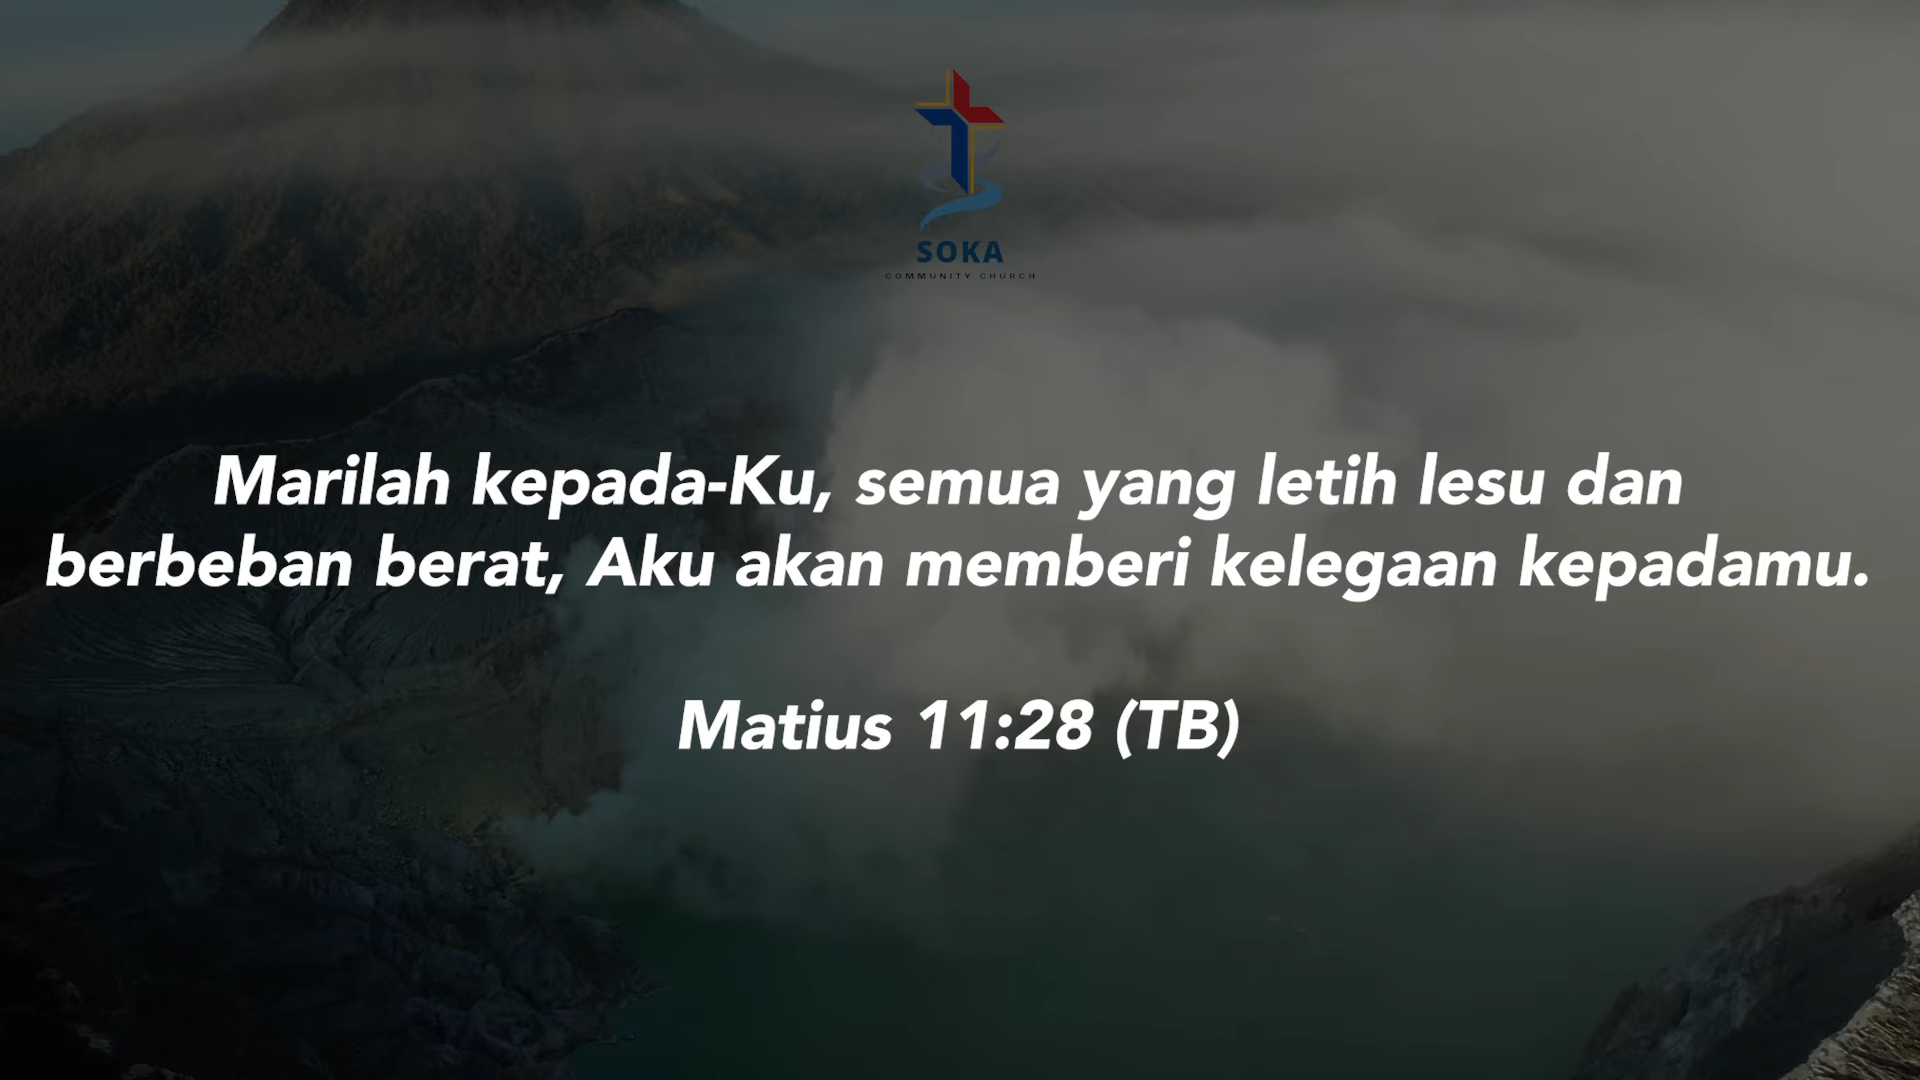 SOKA
COMMUNITY CHURCH
Marilah kepada-Ku, semua yang letih lesu dan
berbeban berat, Aku akan memberi kelegaan kepadamu.
Matius 11:28 (TB)